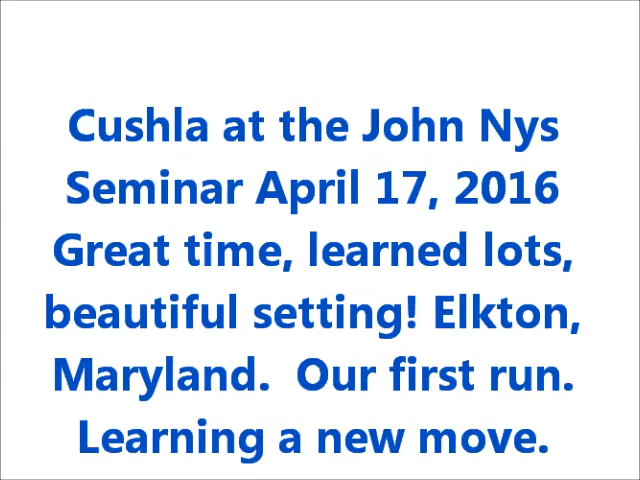 Cushla at the John Nys
Seminar April 17, 2016
Great time, learned lots,
beautiful setting! Elkton,
Maryland.  Our first run.
Learning a new move.